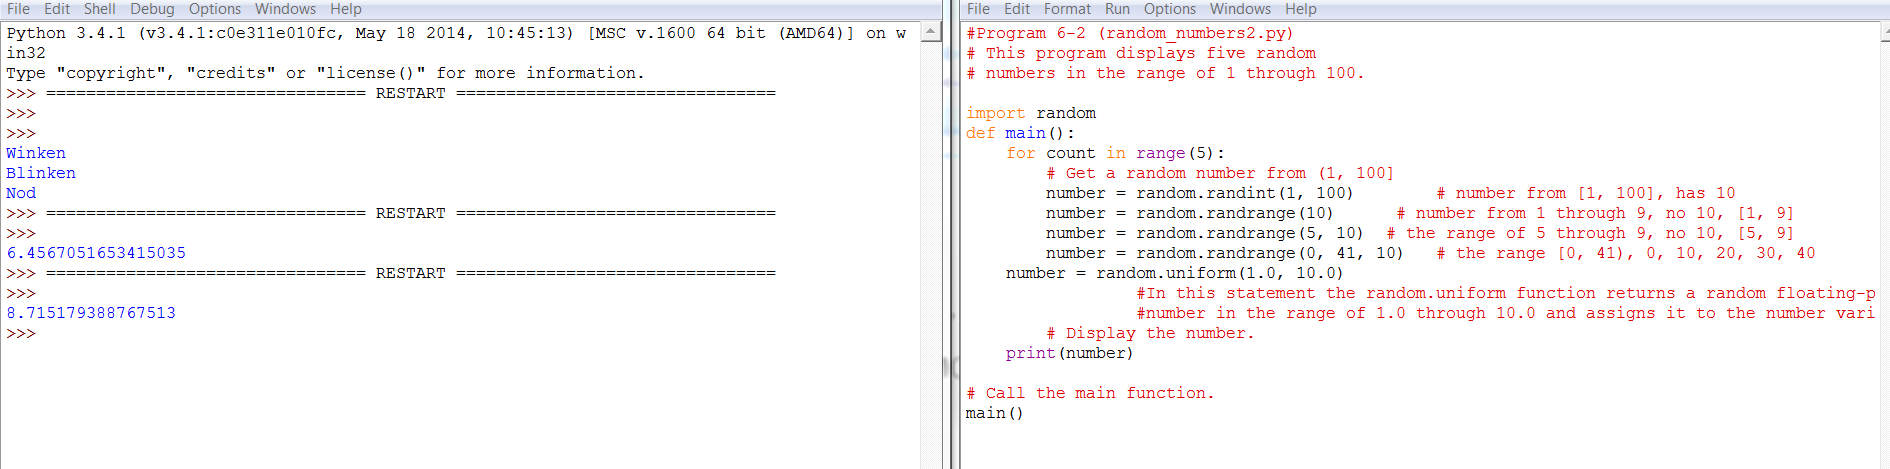 File Edit Shell Debug Options Windows Help
Python 3.4.1 (v3.4.1:c0e311e010fc, May 18 2014, 10:45:13) [MSC v.1600 64 bit (AMD64)] on w
in32
Type "copyright", "credits" or "license()" for more information.
>>> ================================ RESTART ================================
>>>
>>>
Winken
Blinken
Nod
>>> ================================ RESTART ================================
>>>
6.4567051653415035
>>> ================================ RESTART ================================
>>>
8.715179388767513
>>>
File Edit Format Run Options Windows Help
#Program 6-2 (random_numbers2.py)
# This program displays five random
# numbers in the range of 1 through 100.
import random
def main():
    for count in range(5):
        # Get a random number from (1, 100]
        number = random.randint(1, 100)        # number from [1, 100], has 10
        number = random.randrange(10)      # number from 1 through 9, no 10, [1, 9]
        number = random.randrange(5, 10)  # the range of 5 through 9, no 10, [5, 9]
        number = random.randrange(0, 41, 10)   # the range [0, 41), 0, 10, 20, 30, 40
    number = random.uniform(1.0, 10.0)
                 #In this statement the random.uniform function returns a random floating-p
                 #number in the range of 1.0 through 10.0 and assigns it to the number vari
        # Display the number.
    print(number)
# Call the main function.
main()